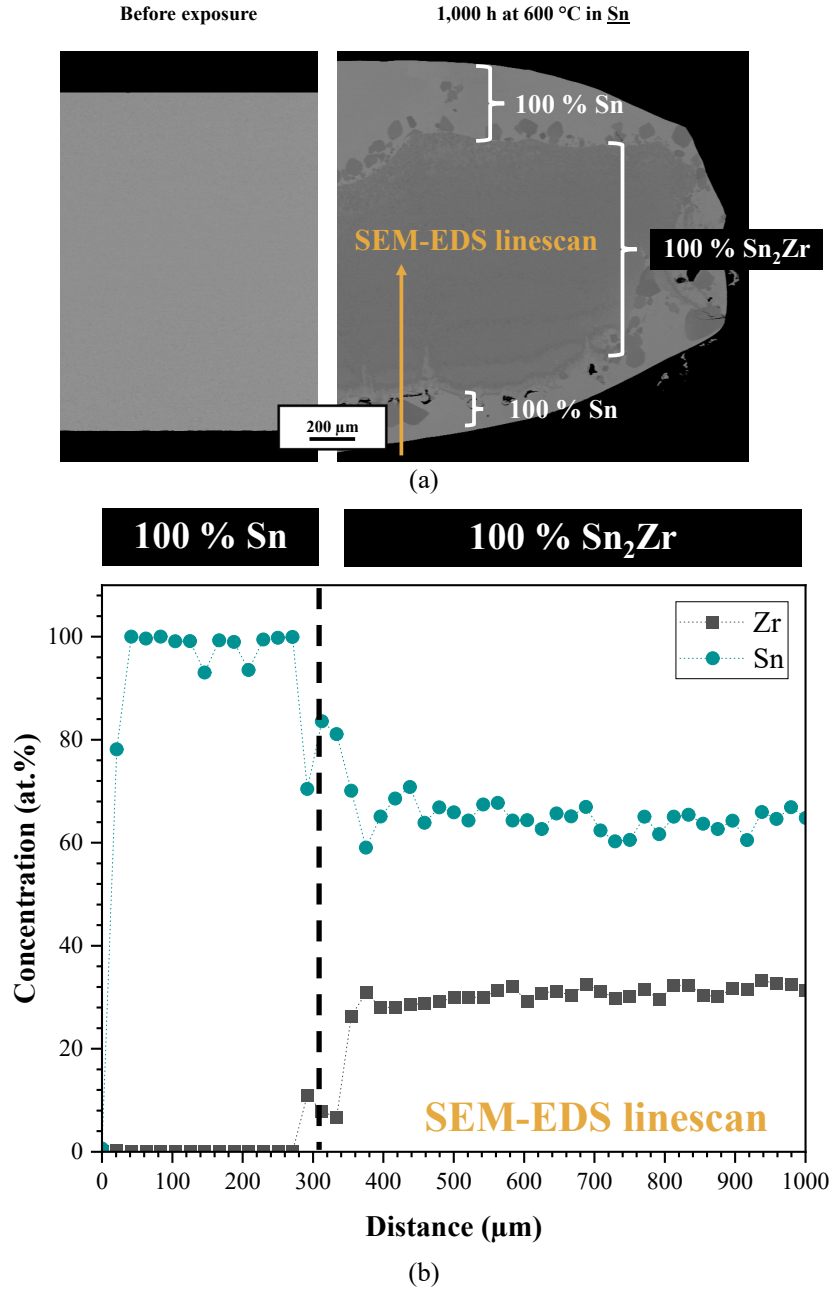 Before exposure
1,000 h at 600 °C in Sn
100 % Sn
SEM-EDS linescan
100 % Sn₂Zr
200 µm
100 % Sn
(a)
100 % Sn
100 % Sn₂Zr
Zr
Sn
100
80
60
40
20
0
Concentration (at.%)
SEM-EDS linescan
0 100 200 300 400 500 600 700 800 900 1000
Distance (µm)
(b)